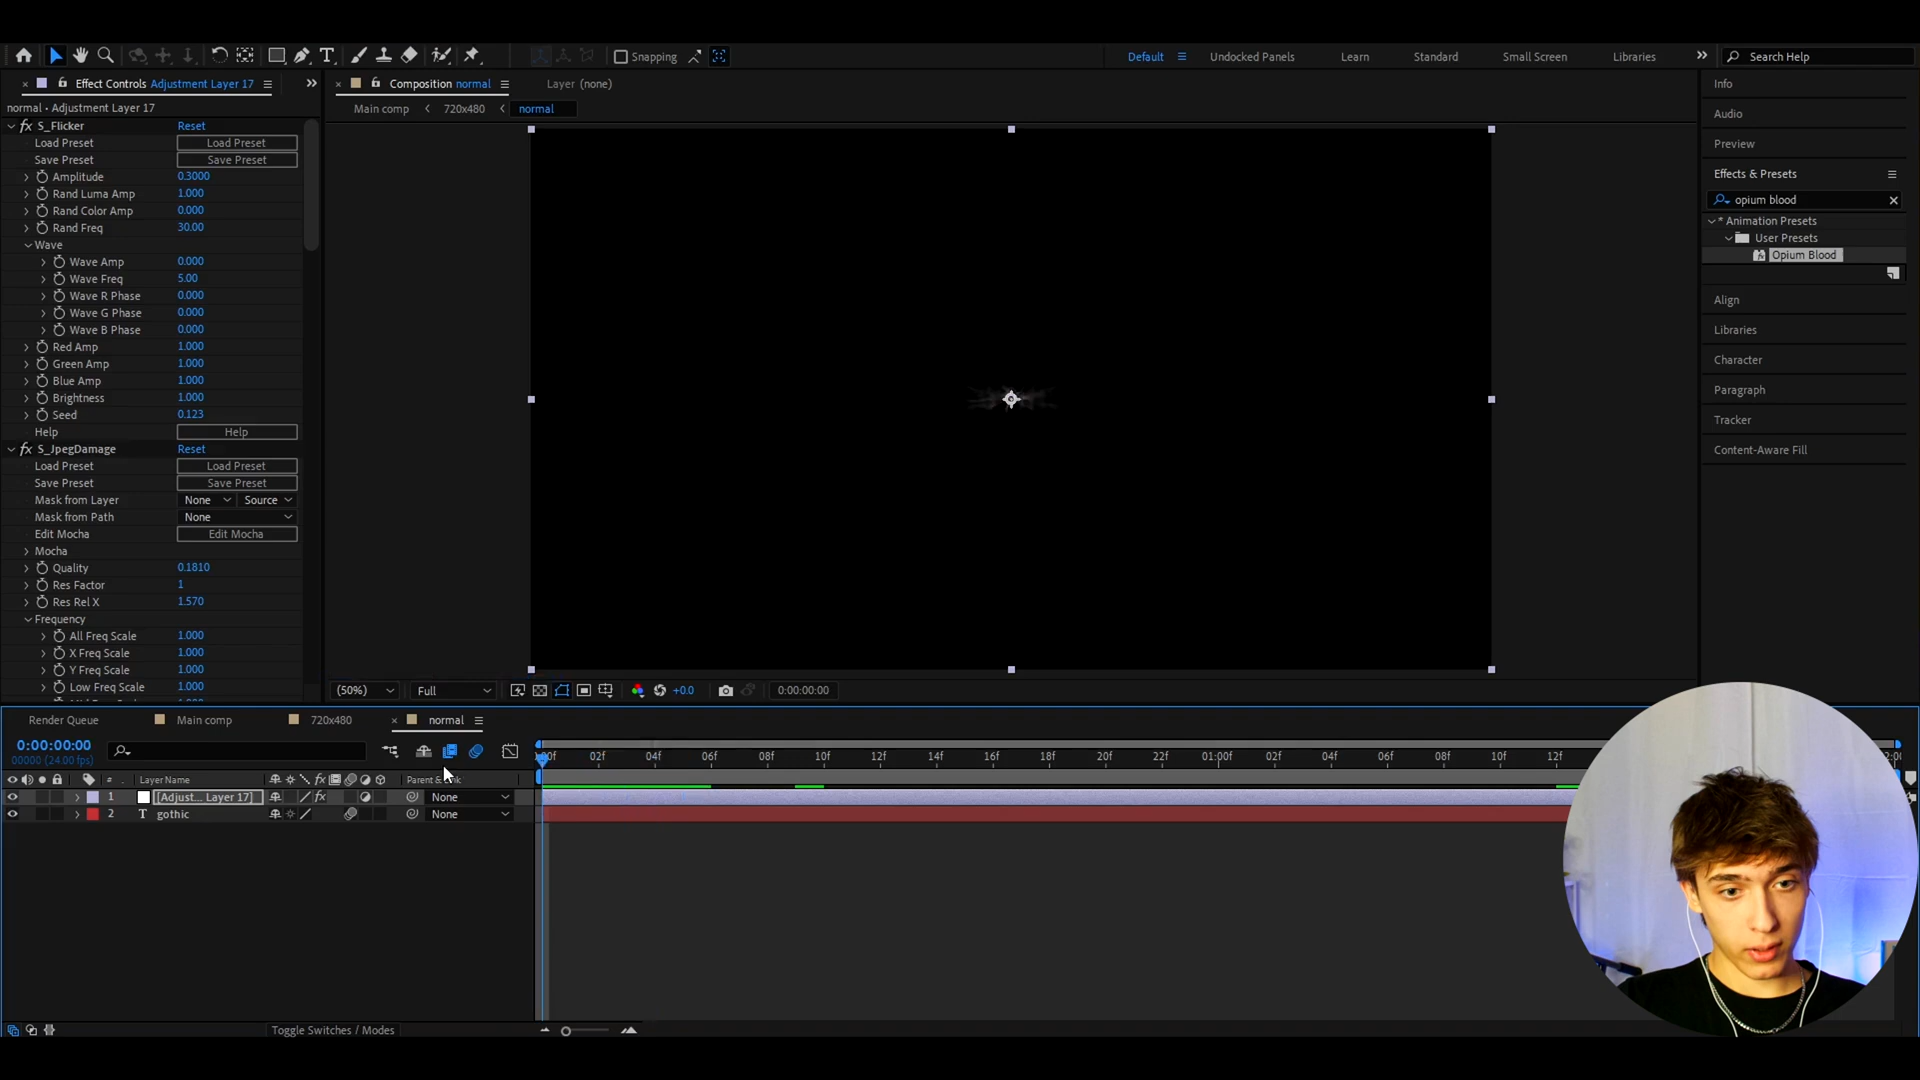 Snapping
Default
Undocked Panels
Learn
Standard
Small Screen
Libraries
Search Help
Effect Controls Adjustment Layer 17
Composition normal
Layer (none)
Info
normal • Adjustment Layer 17
Main comp
720x480
normal
Audio
S_Flicker Reset
Load Preset Load Preset
Save Preset Save Preset
Amplitude 0.3000
Rand Luma Amp 1.000
Rand Color Amp 0.000
Rand Freq 30.00
Wave
Wave Amp 0.000
Wave Freq 5.00
Wave R Phase 0.000
Wave G Phase 0.000
Wave B Phase 0.000
Red Amp 1.000
Green Amp 1.000
Blue Amp 1.000
Brightness 1.000
Seed 0.123
Help Help
S_JpegDamage Reset
Load Preset Load Preset
Save Preset Save Preset
Mask from Layer None Source
Mask from Path None
Edit Mocha Edit Mocha
Mocha
Quality 0.1810
Res Factor 1
Res Rel X 1.570
Frequency
All Freq Scale 1.000
X Freq Scale 1.000
Y Freq Scale 1.000
Low Freq Scale 1.000
Preview
Effects & Presets
opium blood
* Animation Presets
User Presets
Opium Blood
Align
Libraries
Character
Paragraph
Tracker
Content-Aware Fill
(50%)
Full
+0.0
0:00:00:00
Render Queue
Main comp
720x480
normal
0:00:00:00
00000 (24.00 fps)
:00f 02f 04f 06f 08f 10f 12f 14f 16f 18f 20f 22f 01:00f 02f 04f 06f 08f 10f 12f
# Layer Name
fx
1 [Adjust... Layer 17] fx None
2 T gothic None
Toggle Switches / Modes